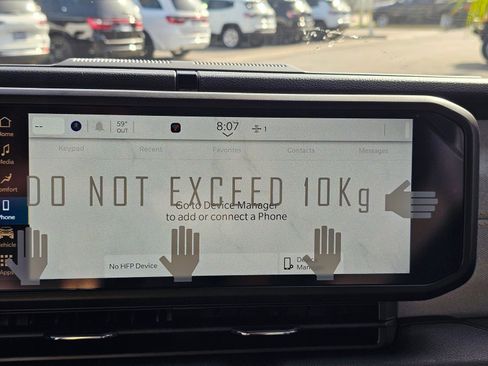 -- 59° OUT 8:07 1
Home
Keypad Recent Favorites Contacts Messages
Media
Comfort
DO NOT EXCEED 10Kg
Phone
Go to Device Manager
to add or connect a Phone
Vehicle
No HFP Device
Apps